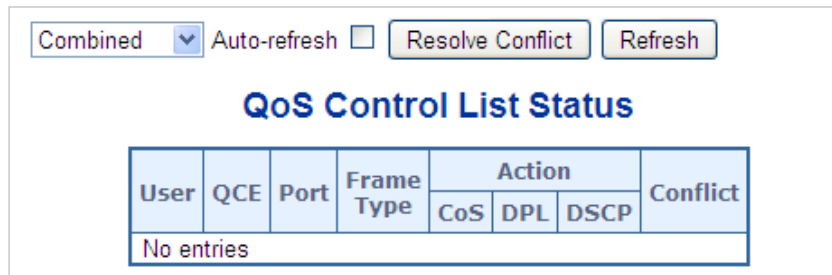 Combined Auto-refresh Resolve Conflict Refresh
QoS Control List Status
User QCE Port Frame Type Action Conflict
CoS DPL DSCP
No entries